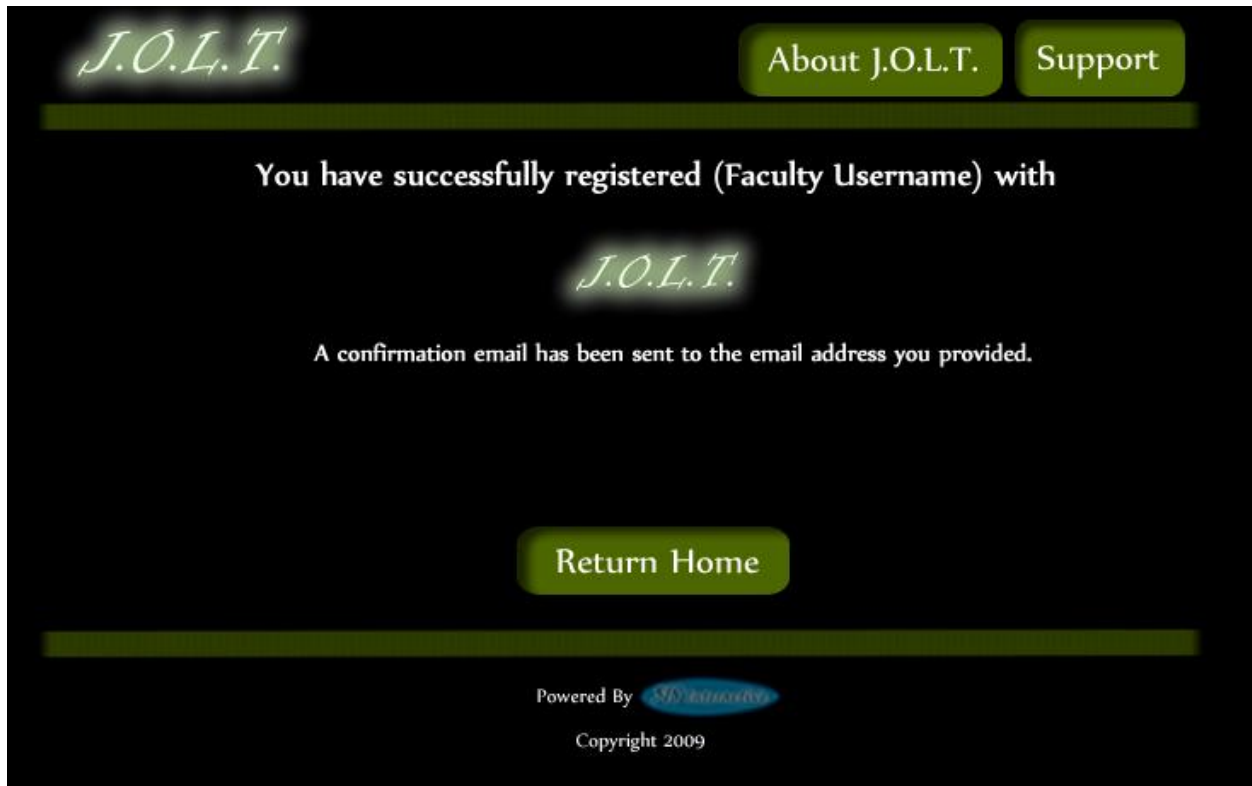 J.O.L.T.
About J.O.L.T.
Support
You have successfully registered (Faculty Username) with
J.O.L.T.
A confirmation email has been sent to the email address you provided.
Return Home
Powered By
Copyright 2009